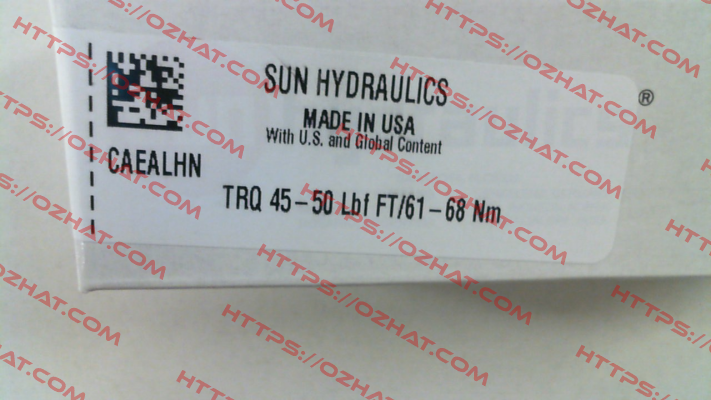 SUN HYDRAULICS
®
MADE IN USA
With U.S. and Global Content
CAEALHN
TRQ 45-50 Lbf FT/61-68 Nm
HTTPS://OZHAT.COM